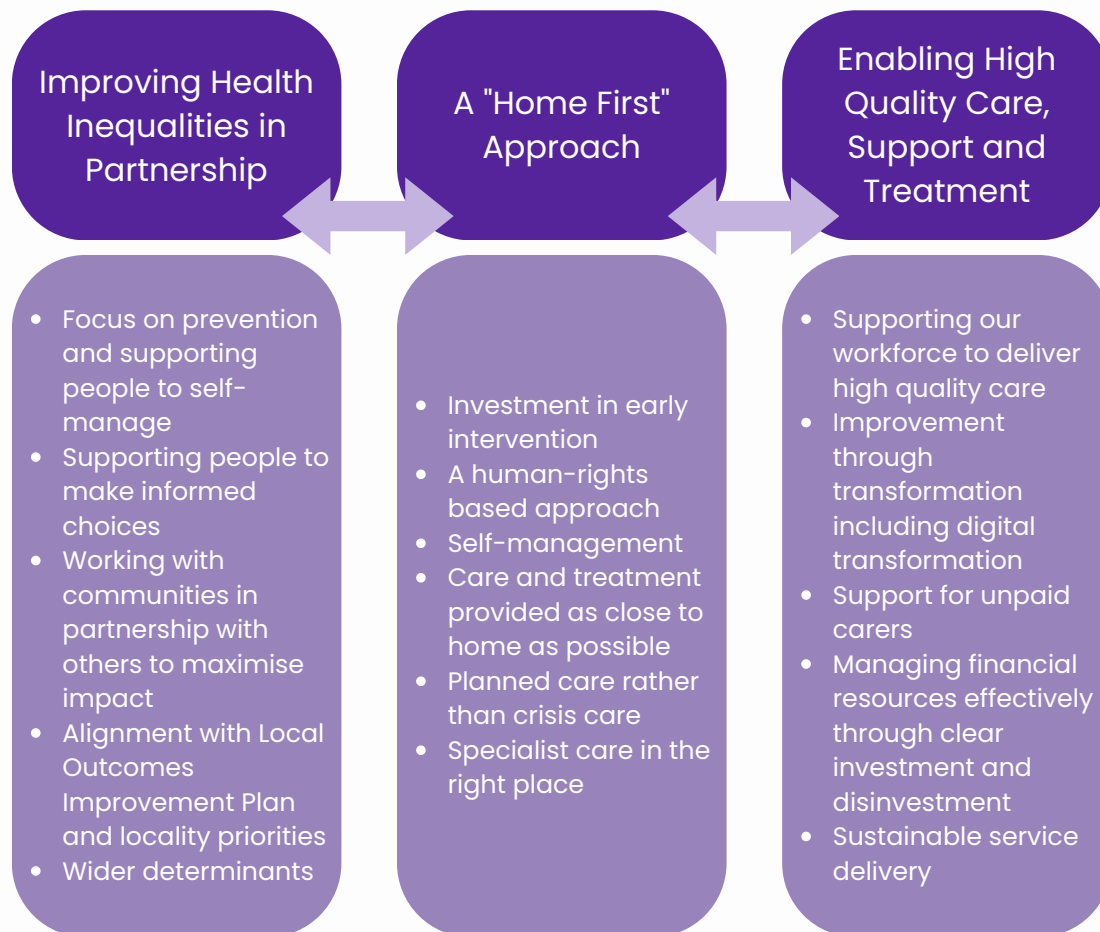 Improving Health
Inequalities in
Partnership
• Focus on prevention
and supporting
people to self-
manage
• Supporting people to
make informed
choices
• Working with
communities in
partnership with
others to maximise
impact
• Alignment with Local
Outcomes
Improvement Plan
and locality priorities
• Wider determinants
A "Home First"
Approach
• Investment in early
intervention
• A human-rights
based approach
• Self-management
• Care and treatment
provided as close to
home as possible
• Planned care rather
than crisis care
• Specialist care in the
right place
Enabling High
Quality Care,
Support and
Treatment
• Supporting our
workforce to deliver
high quality care
• Improvement
through
transformation
including digital
transformation
• Support for unpaid
carers
• Managing financial
resources effectively
through clear
investment and
disinvestment
• Sustainable service
delivery